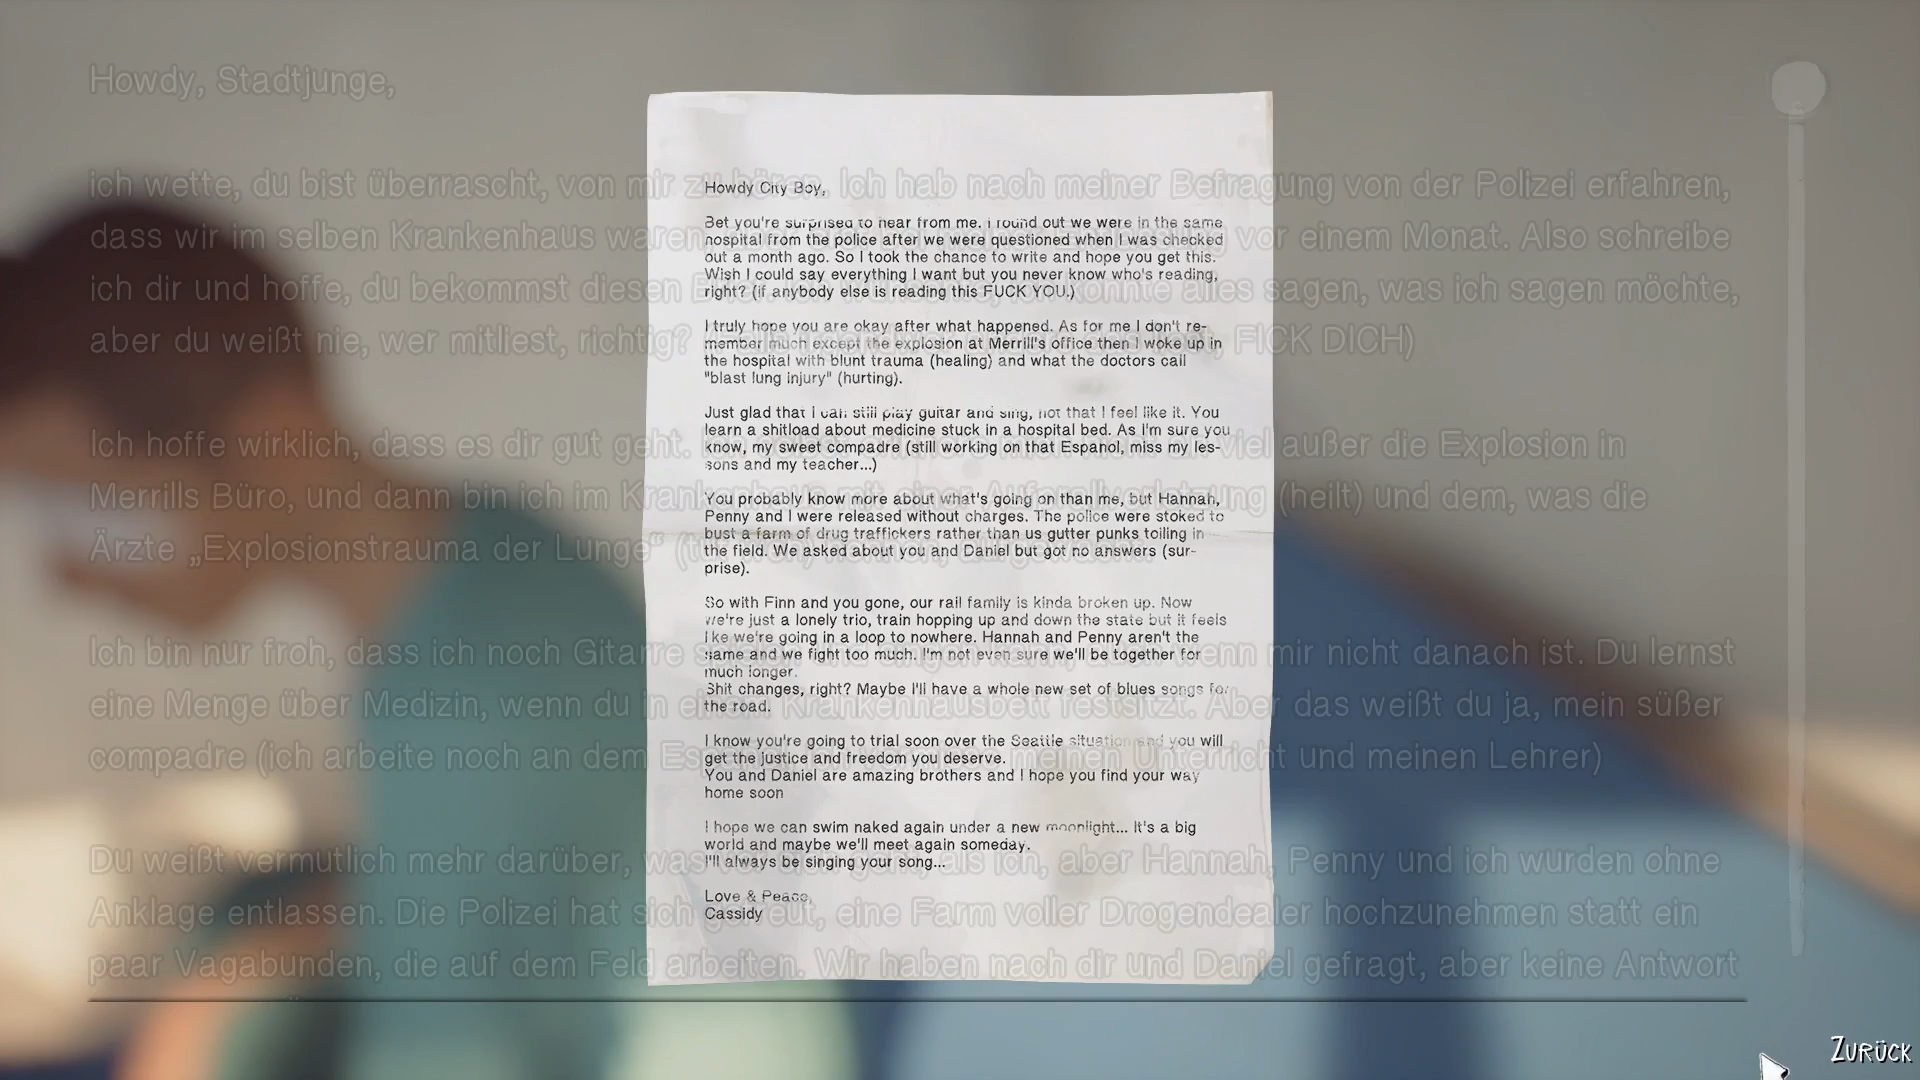 Howdy, Stadtjunge,
ich wette, du bist überrascht, von mir zu Ich hab nach meiner Befragung von der Polizei erfahren,
dass wir im selben Krankenhaus waren vor einem Monat. Also schreibe
ich dir und hoffe, du bekommst diesen könnte alles sagen, was ich sagen möchte,
aber du weißt nie, wer mitliest, richtig? FICK DICH)
Ich hoffe wirklich, dass es dir gut geht. viel außer die Explosion in
Merrills Büro, und dann bin ich im Krankenhaus mit einer (heilt) und dem, was die
Ärzte „Explosionstrauma der Lunge“
Ich bin nur froh, dass ich noch Gitarre wenn mir nicht danach ist. Du lernst
eine Menge über Medizin, wenn du in einem Krankenhausbett festsitzt. Aber das weißt du ja, mein süßer
compadre (ich arbeite noch an dem Unterricht und meinen Lehrer)
Du weißt vermutlich mehr darüber, was als ich, aber Hannah, Penny und ich wurden ohne
Anklage entlassen. Die Polizei hat sich gefreut, eine Farm voller Drogendealer hochzunehmen statt ein
paar Vagabunden, die auf dem Feld arbeiten. Wir haben nach dir und Daniel gefragt, aber keine Antwort
Howdy City Boy,
Bet you're surprised to hear from me. I found out we were in the same
hospital from the police after we were questioned when I was checked
out a month ago. So I took the chance to write and hope you get this.
Wish I could say everything I want but you never know who's reading,
right? (if anybody else is reading this FUCK YOU.)
I truly hope you are okay after what happened. As for me I don't re-
member much except the explosion at Merrill's office then I woke up in
the hospital with blunt trauma (healing) and what the doctors call
"blast lung injury" (hurting).
Just glad that I can still play guitar and sing, not that I feel like it. You
learn a shitload about medicine stuck in a hospital bed. As I'm sure you
know, my sweet compadre (still working on that Espanol, miss my les-
sons and my teacher...)
You probably know more about what's going on than me, but Hannah,
Penny and I were released without charges. The police were stoked to
bust a farm of drug traffickers rather than us gutter punks toiling in
the field. We asked about you and Daniel but got no answers (sur-
prise).
So with Finn and you gone, our rail family is kinda broken up. Now
we're just a lonely trio, train hopping up and down the state but it feels
like we're going in a loop to nowhere. Hannah and Penny aren't the
same and we fight too much. I'm not even sure we'll be together for
much longer.
Shit changes, right? Maybe I'll have a whole new set of blues songs for
the road.
I know you're going to trial soon over the Seattle situation and you will
get the justice and freedom you deserve.
You and Daniel are amazing brothers and I hope you find your way
home soon
I hope we can swim naked again under a new moonlight... It's a big
world and maybe we'll meet again someday.
I'll always be singing your song...
Love & Peace,
Cassidy
ZURÜCK